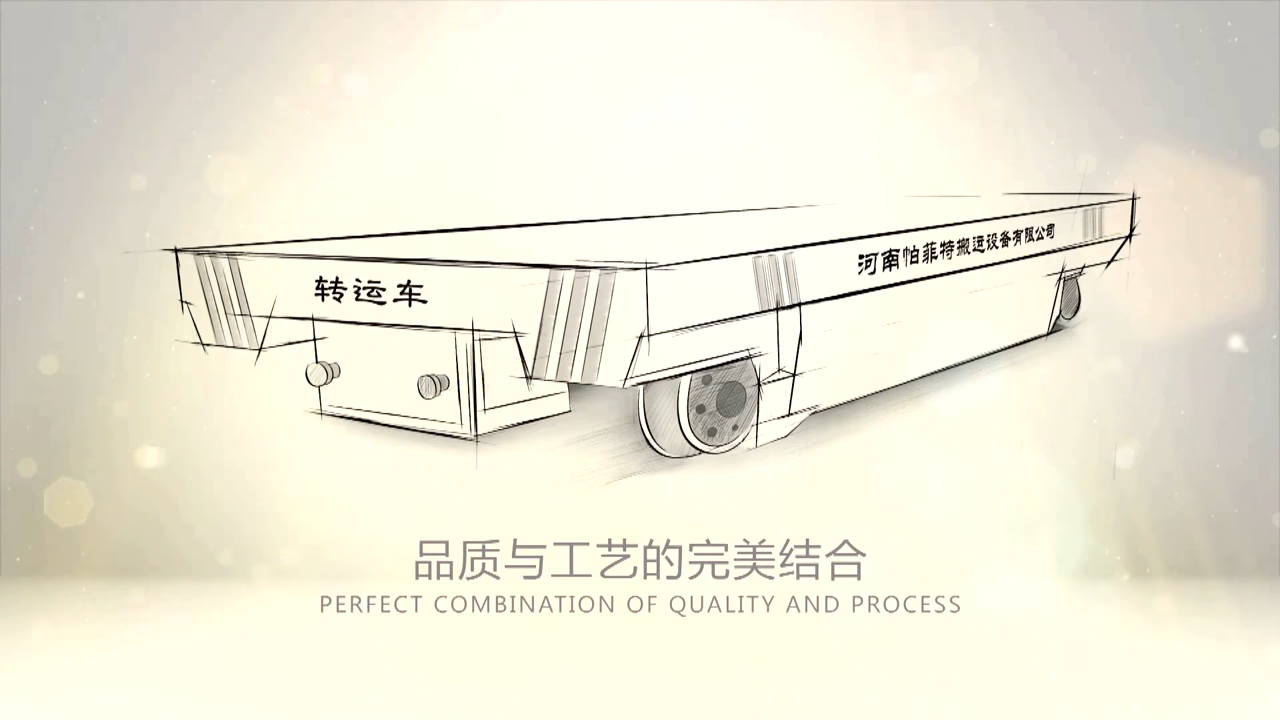 转运车
河南帕菲特搬运设备有限公司
品质与工艺的完美结合
PERFECT COMBINATION OF QUALITY AND PROCESS